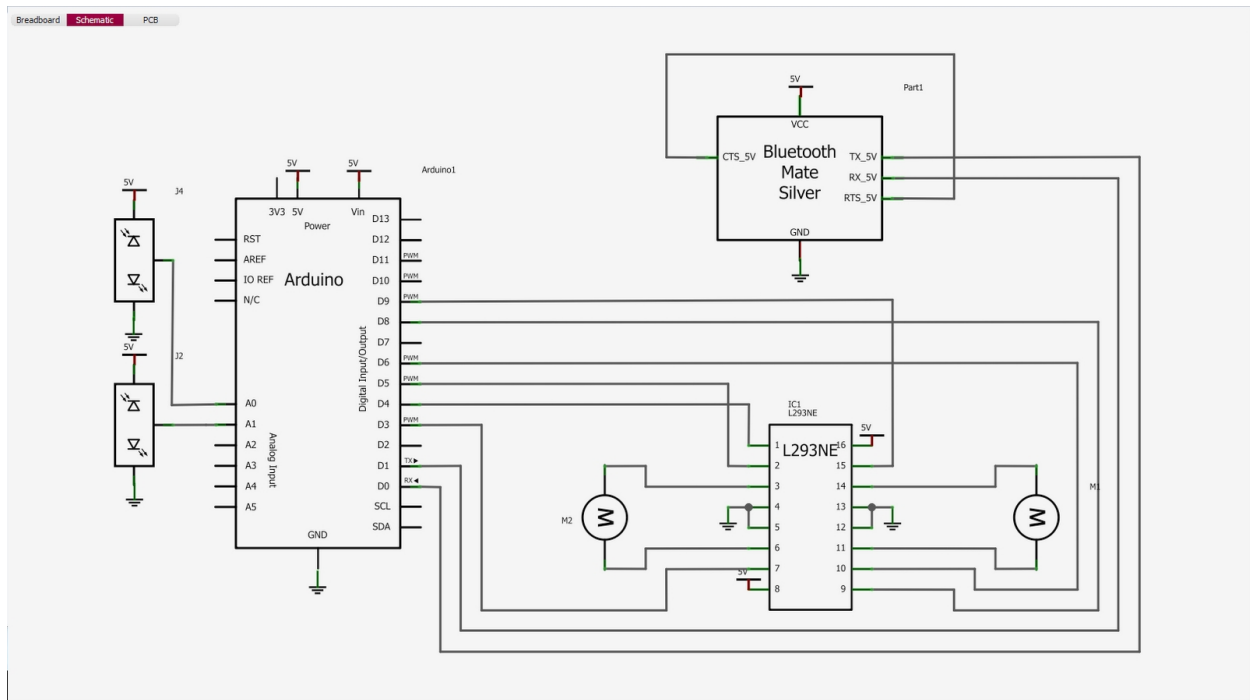 Breadboard Schematic PCB
5V
Part1
VCC
CTS_5V
Bluetooth
Mate
Silver
TX_5V
RX_5V
RTS_5V
GND
5V
J4
5V
5V
Arduino1
3V3 5V Vin
Power
Arduino
RST
AREF
IO REF
N/C
A0
A1
A2
A3
A4
A5
Analog Input
Digital Input/Output
D13
D12
D11 PWM
D10 PWM
D9 PWM
D8
D7
D6 PWM
D5 PWM
D4
D3 PWM
D2
D1 TX
D0 RX
SCL
SDA
GND
5V
J2
IC1
L293NE
L293NE
5V
1 16
2 15
3 14
4 13
5 12
6 11
7 10
8 9
5V
M2
M
M
M1